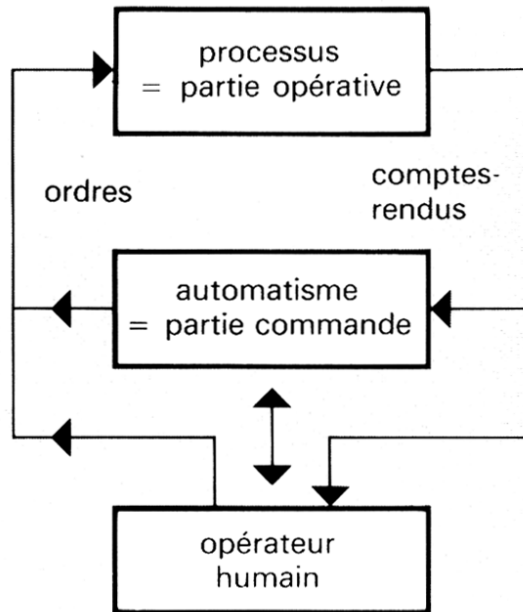 processus
= partie opérative
ordres
comptes-
rendus
automatisme
= partie commande
opérateur
humain